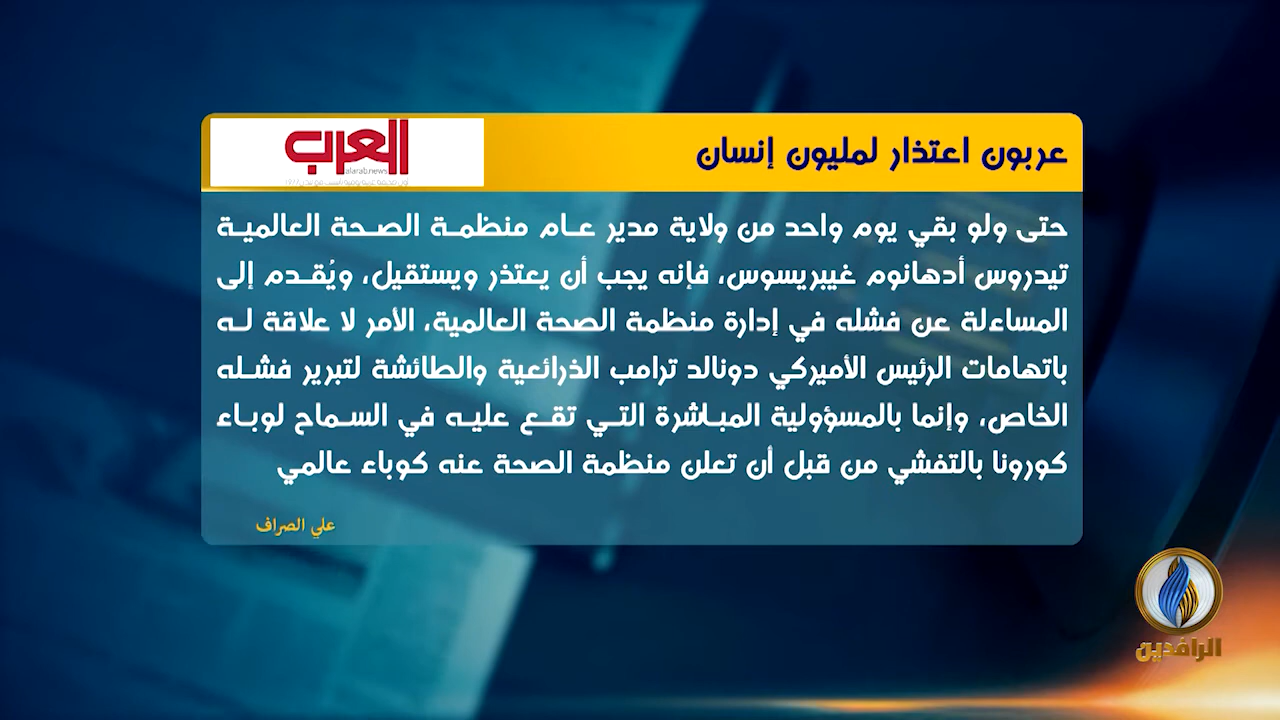 عربون اعتذار لمليون إنسان
العرب
alarab.news
حتى ولو بقي يوم واحد من ولاية مدير عام منظمة الصحة العالمية
تيدروس أدهانوم غيبريسوس، فإنه يجب أن يعتذر ويستقيل، ويُقدم إلى
المساءلة عن فشله في إدارة منظمة الصحة العالمية، الأمر لا علاقة له
باتهامات الرئيس الأميركي دونالد ترامب الذرائعية والطائشة لتبرير فشله
الخاص، وإنما بالمسؤولية المباشرة التي تقع عليه في السماح لوباء
كورونا بالتفشي من قبل أن تعلن منظمة الصحة عنه كوباء عالمي
علي الصراف
الرافدين